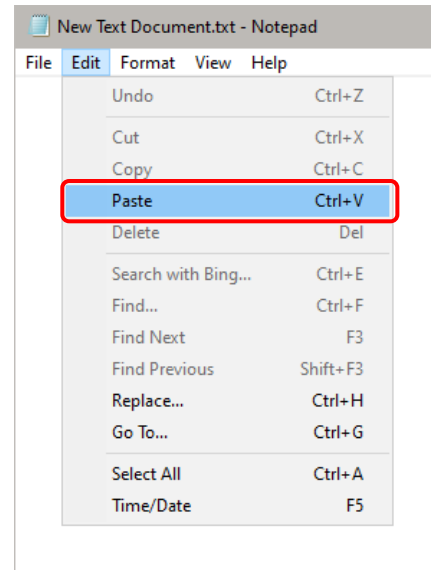 New Text Document.txt - Notepad
File Edit Format View Help
Undo Ctrl+Z
Cut Ctrl+X
Copy Ctrl+C
Paste Ctrl+V
Delete Del
Search with Bing... Ctrl+E
Find... Ctrl+F
Find Next F3
Find Previous Shift+F3
Replace... Ctrl+H
Go To... Ctrl+G
Select All Ctrl+A
Time/Date F5